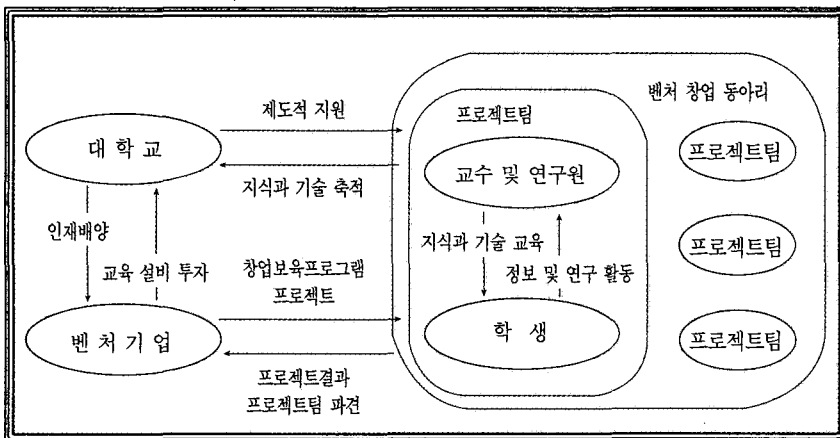 벤처 창업 동아리
제도적 지원
프로젝트팀
대 학 교
교수 및 연구원
프로젝트팀
지식과 기술 축적
인재배양
지식과 기술 교육
프로젝트팀
교육 설비 투자
창업보육프로그램
프로젝트
정보 및 연구 활동
벤 처 기 업
학 생
프로젝트팀
프로젝트결과
프로젝트팀 파견